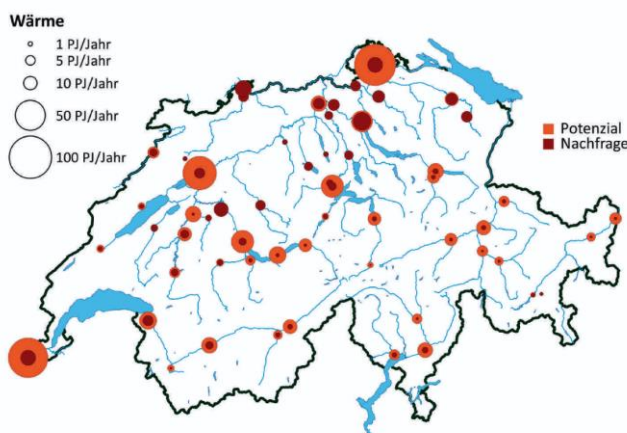 Wärme
1 PJ/Jahr
5 PJ/Jahr
10 PJ/Jahr
50 PJ/Jahr
100 PJ/Jahr
Potenzial
Nachfrage